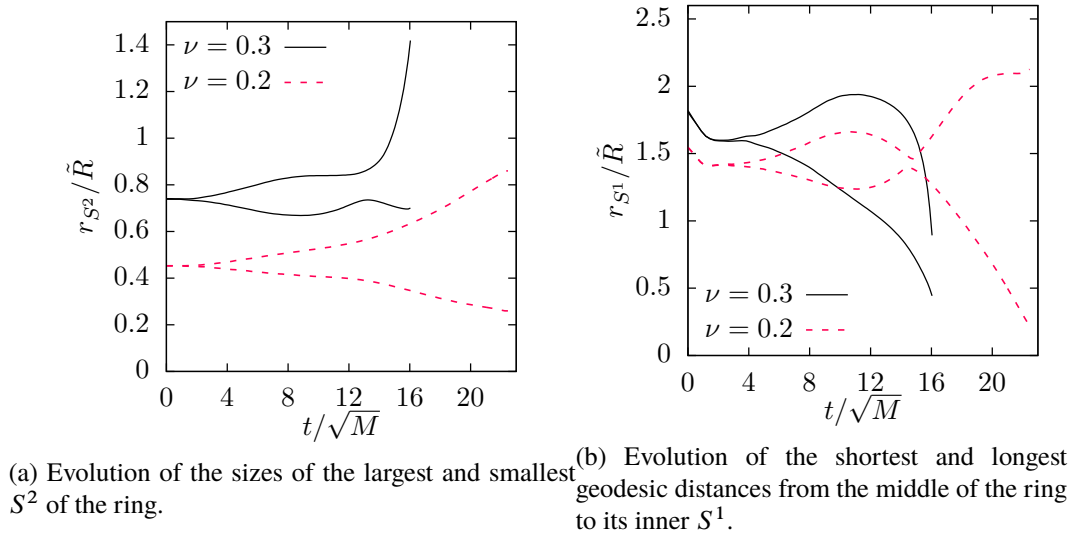 1.4
1.2
1
0.8
0.6
0.4
0.2
0
ν = 0.3
ν = 0.2
r_{S^2}/R̃
0 4 8 12 16 20
t/√M
(a) Evolution of the sizes of the largest and smallest
S² of the ring.
2.5
2
1.5
1
0.5
0
r_{S^1}/R̃
ν = 0.3
ν = 0.2
0 4 8 12 16 20
t/√M
(b) Evolution of the shortest and longest
geodesic distances from the middle of the ring
to its inner S¹.